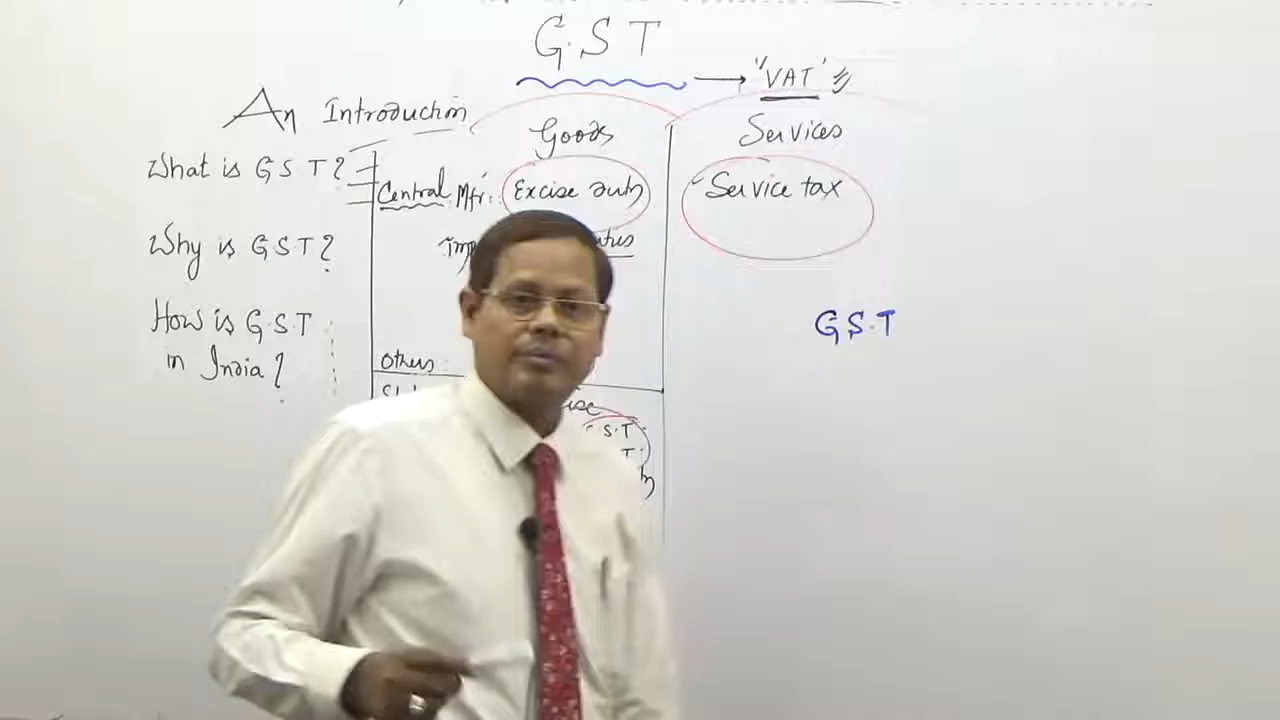 G.S T
→ "VAT"
An Introduction
Goods
Services
What is G S T?
Central Mfr: Excise duty
Service tax
Why is G S T?
How is G.S.T
G S.T
in India?
Others
S.T
T